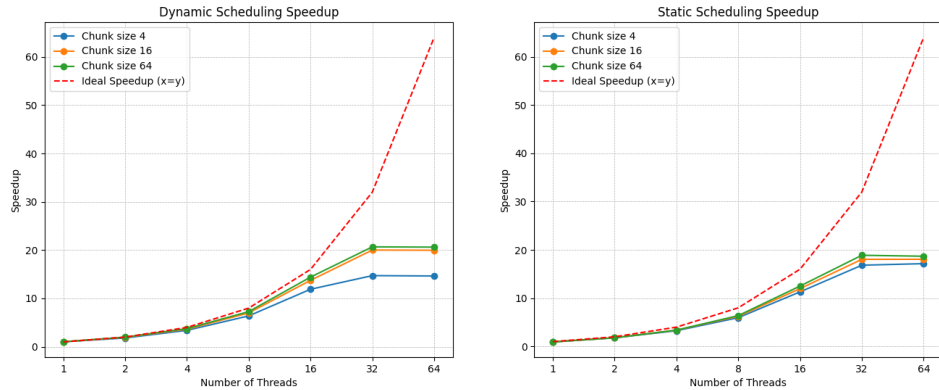 Dynamic Scheduling Speedup
Chunk size 4
Chunk size 16
Chunk size 64
Ideal Speedup (x=y)
60
50
40
30
20
10
0
Speedup
1 2 4 8 16 32 64
Number of Threads
Static Scheduling Speedup
Chunk size 4
Chunk size 16
Chunk size 64
Ideal Speedup (x=y)
60
50
40
30
20
10
0
Speedup
1 2 4 8 16 32 64
Number of Threads